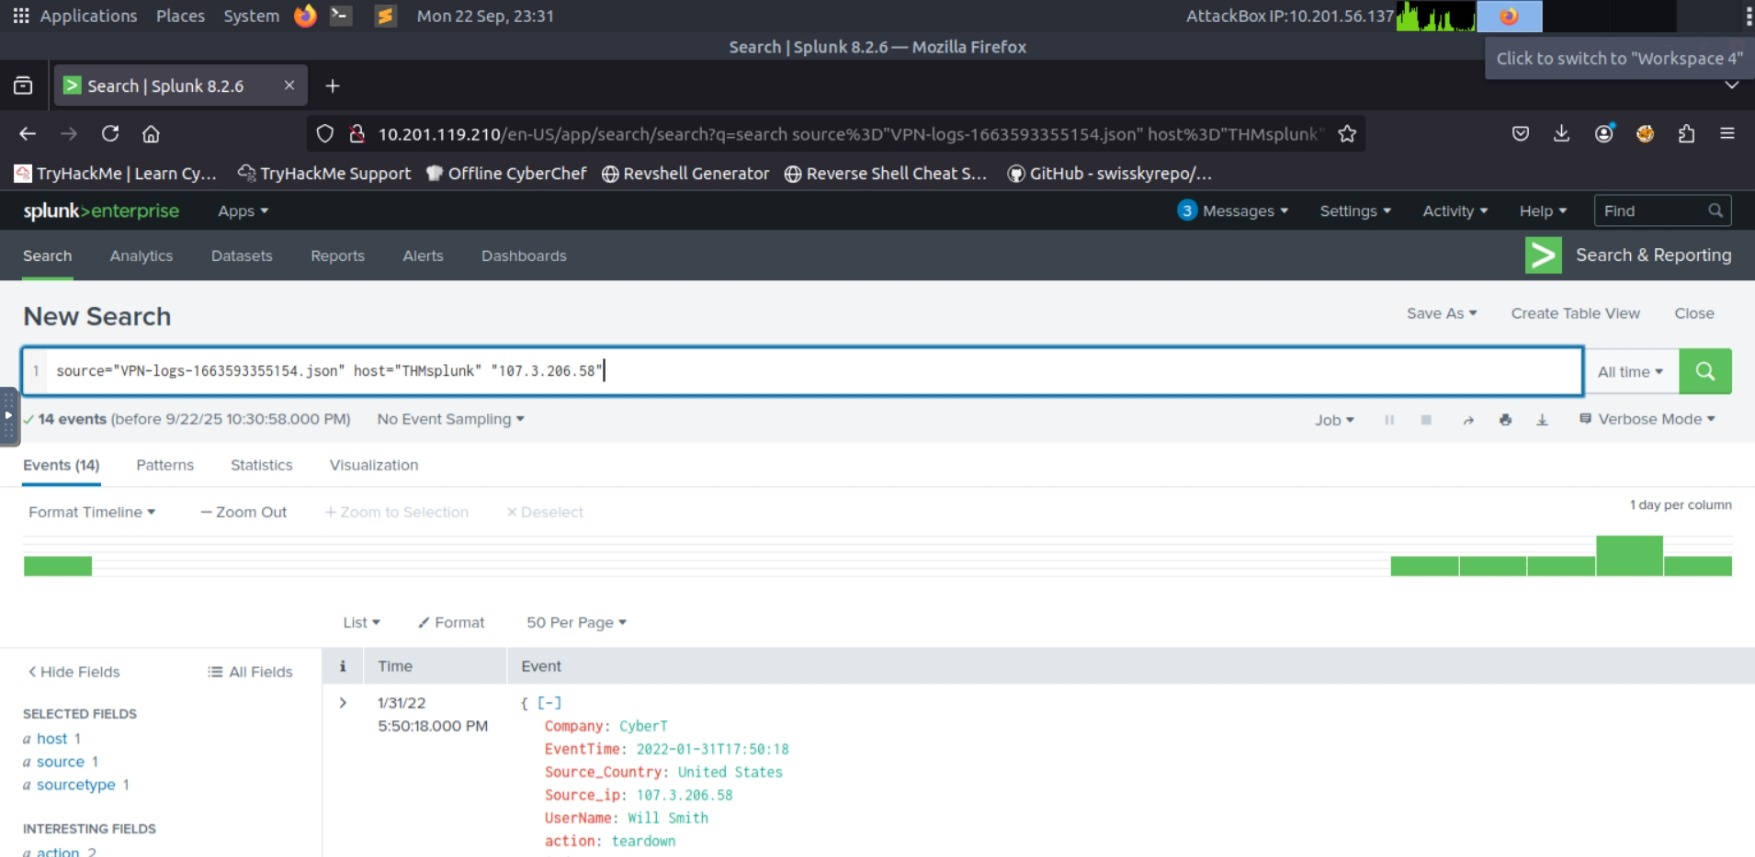 Applications Places System Mon 22 Sep, 23:31 AttackBox IP:10.201.56.137
Search | Splunk 8.2.6 — Mozilla Firefox
Click to switch to "Workspace 4"
Search | Splunk 8.2.6
10.201.119.210/en-US/app/search/search?q=search source%3D"VPN-logs-1663593355154.json" host%3D"THMsplunk"
TryHackMe | Learn Cy... TryHackMe Support Offline CyberChef Revshell Generator Reverse Shell Cheat S... GitHub - swisskyrepo/...
splunk>enterprise Apps 3 Messages Settings Activity Help Find
Search Analytics Datasets Reports Alerts Dashboards Search & Reporting
New Search Save As Create Table View Close
1 source="VPN-logs-1663593355154.json" host="THMsplunk" "107.3.206.58" All time
14 events (before 9/22/25 10:30:58.000 PM) No Event Sampling Job Verbose Mode
Events (14) Patterns Statistics Visualization
Format Timeline — Zoom Out + Zoom to Selection × Deselect 1 day per column
List Format 50 Per Page
< Hide Fields All Fields i Time Event
SELECTED FIELDS
a host 1
a source 1
a sourcetype 1
INTERESTING FIELDS
a action 2
> 1/31/22
5:50:18.000 PM
{ [-]
Company: CyberT
EventTime: 2022-01-31T17:50:18
Source_Country: United States
Source_ip: 107.3.206.58
UserName: Will Smith
action: teardown